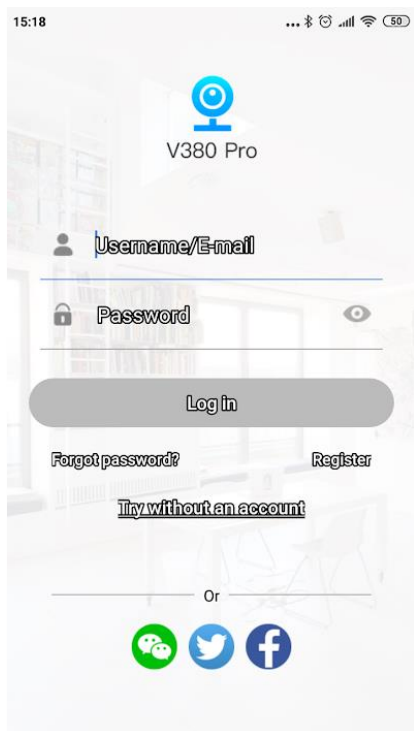 15:18
50
V380 Pro
Username/E-mail
Password
Log in
Forgot password? Register
Try without an account
Or